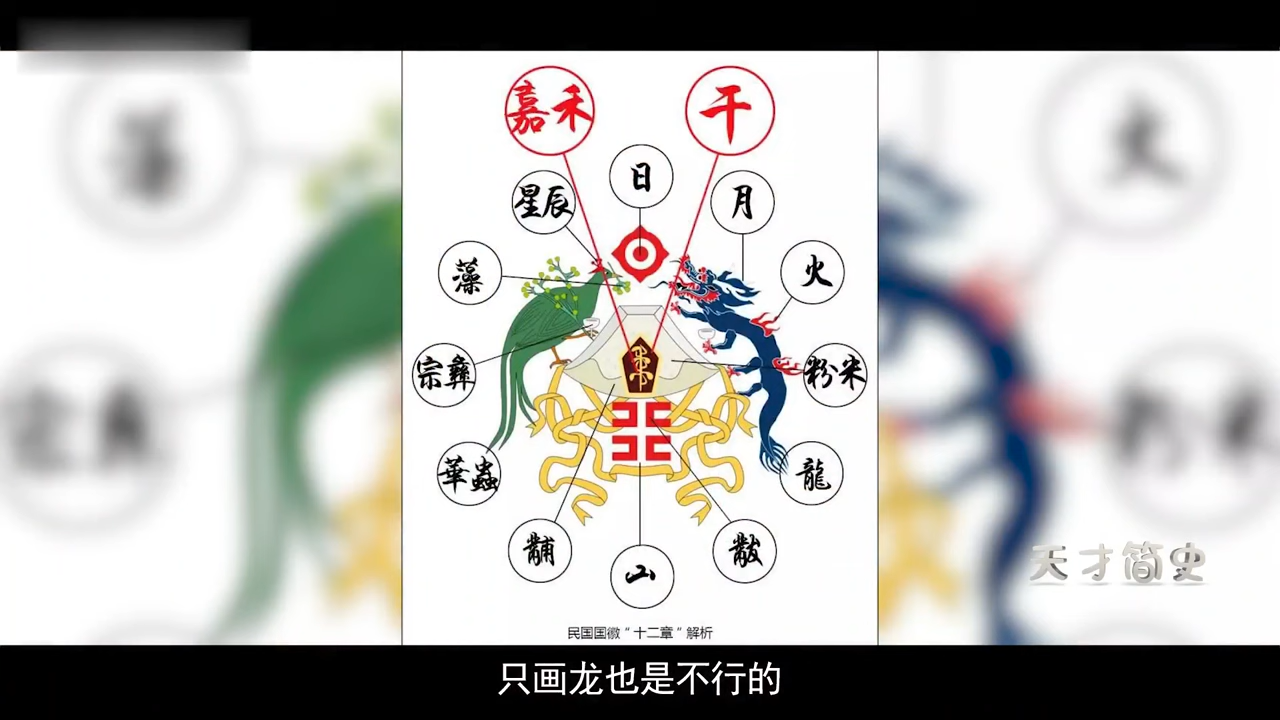 嘉禾
干
日
星辰
月
藻
火
宗彝
粉米
華蟲
龍
黼
黻
山
天才简史
民国国徽“十二章”解析
只画龙也是不行的